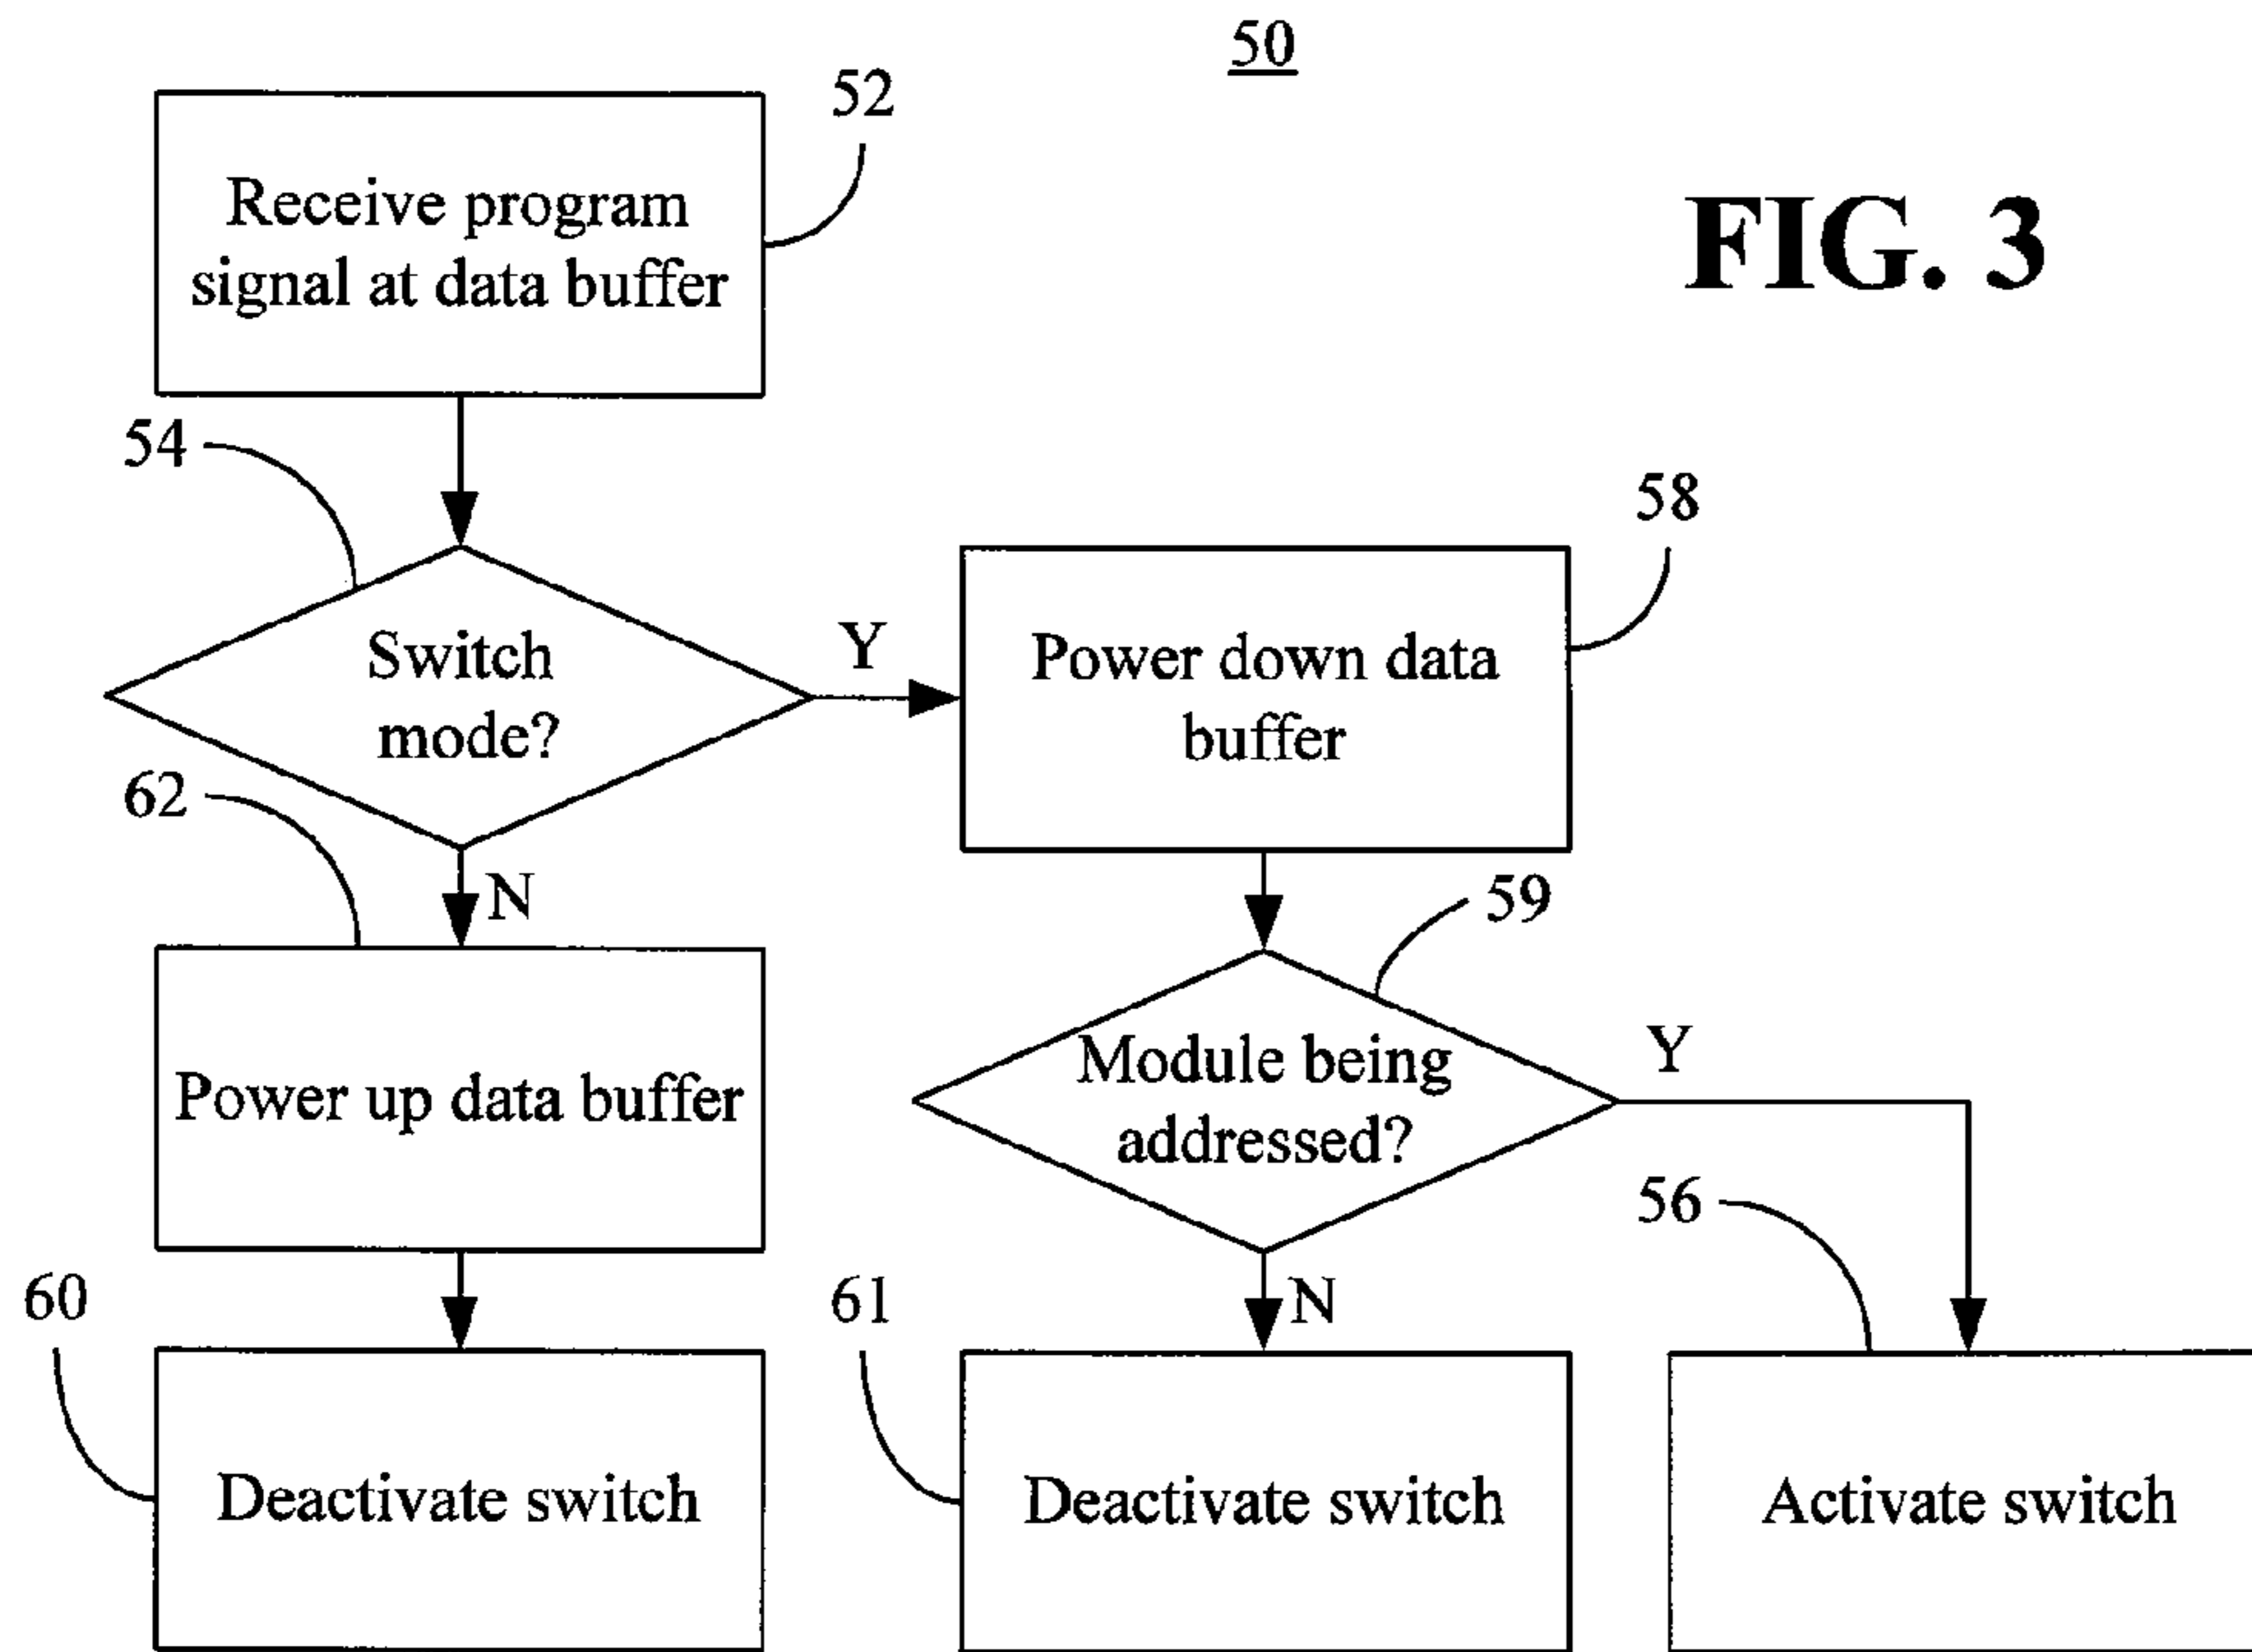 50
FIG. 3
52
Receive program
signal at data buffer
54
Switch
mode?
Y
N
58
Power down data
buffer
62
Power up data buffer
59
Module being
addressed?
Y
N
60
Deactivate switch
61
Deactivate switch
56
Activate switch